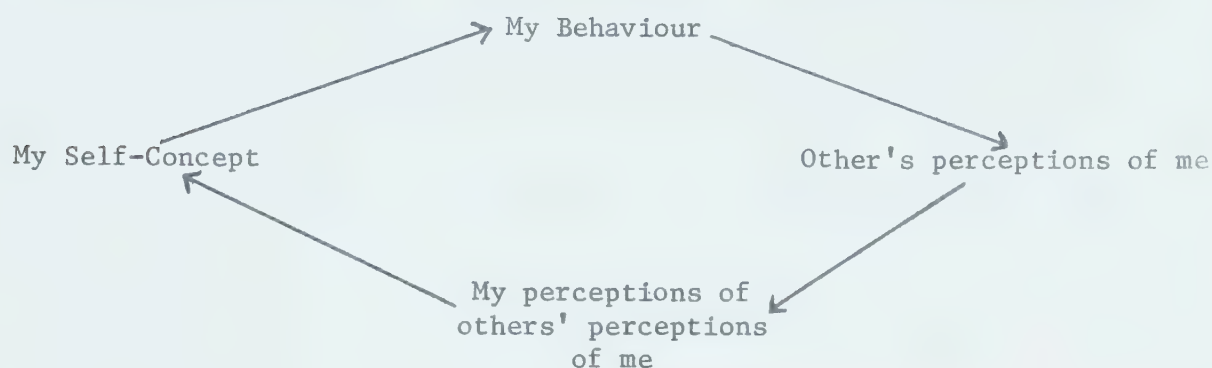 My Behaviour
My Self-Concept
Other's perceptions of me
My perceptions of
others' perceptions
of me